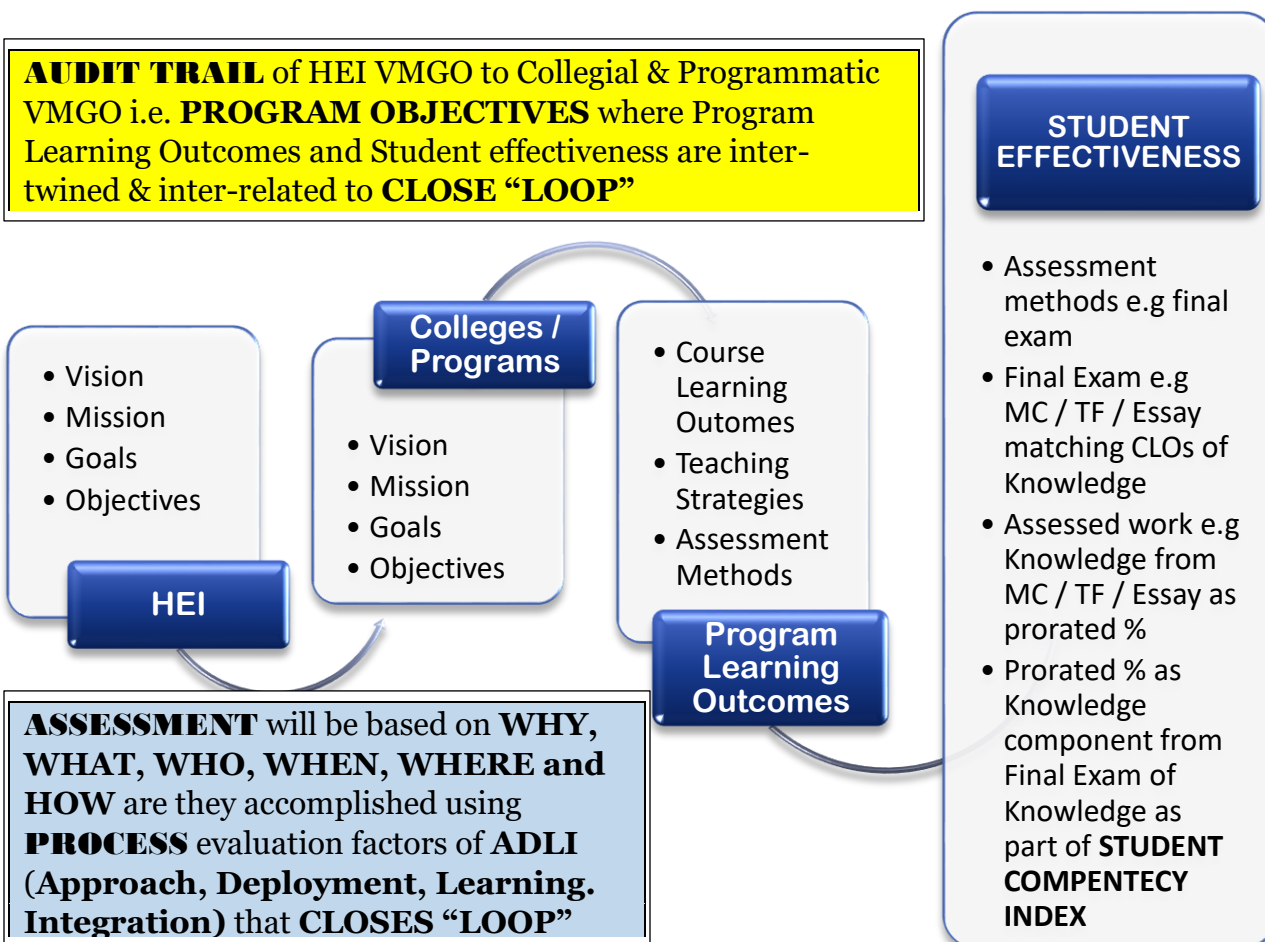 AUDIT TRAIL of HEI VMGO to Collegial & Programmatic
VMGO i.e. PROGRAM OBJECTIVES where Program
Learning Outcomes and Student effectiveness are inter-
twined & inter-related to CLOSE “LOOP”
• Vision
• Mission
• Goals
• Objectives
HEI
Colleges /
Programs
• Vision
• Mission
• Goals
• Objectives
• Course
Learning
Outomes
• Teaching
Strategies
• Assessment
Methods
Program
Learning
Outcomes
ASSESSMENT will be based on WHY,
WHAT, WHO, WHEN, WHERE and
HOW are they accomplished using
PROCESS evaluation factors of ADLI
(Approach, Deployment, Learning.
Integration) that CLOSES “LOOP”
STUDENT
EFFECTIVENESS
• Assessment
methods e.g final
exam
• Final Exam e.g
MC / TF / Essay
matching CLOs of
Knowledge
• Assessed work e.g
Knowledge from
MC / TF / Essay as
prorated %
• Prorated % as
Knowledge
component from
Final Exam of
Knowledge as
part of STUDENT
COMPENTECY
INDEX